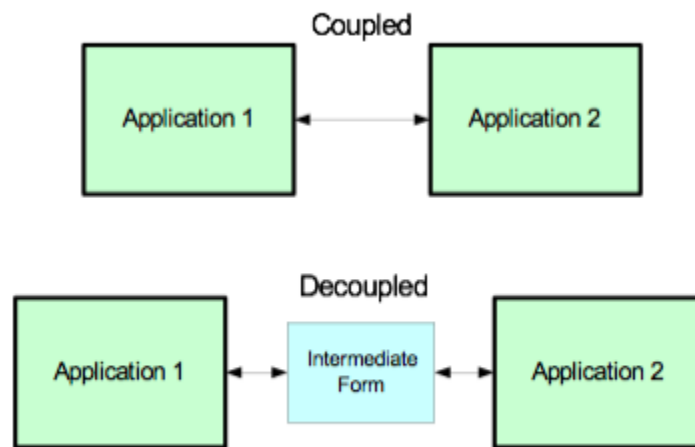 Coupled
Application 1
Application 2
Decoupled
Application 1
Intermediate
Form
Application 2